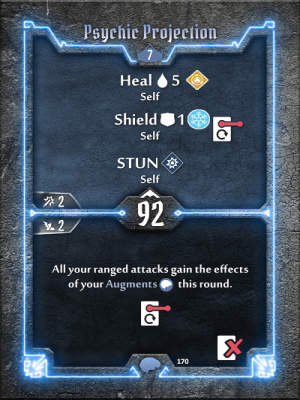 Psychic Projection
7
Heal 5
Self
Shield 1
Self
STUN
Self
2
92
2
All your ranged attacks gain the effects
of your Augments this round.
170